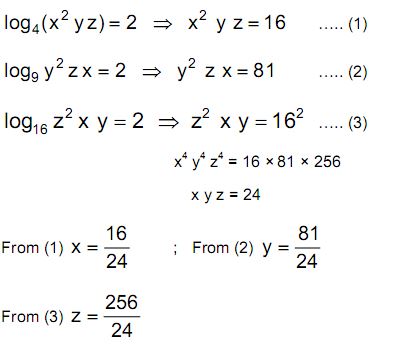 log₄(x² y z) = 2 ⇒ x² y z = 16 ..... (1)
log₉ y² z x = 2 ⇒ y² z x = 81 ..... (2)
log₁₆ z² x y = 2 ⇒ z² x y = 16² ..... (3)
x⁴ y⁴ z⁴ = 16 × 81 × 256
x y z = 24
From (1) x = 16/24 ; From (2) y = 81/24
From (3) z = 256/24